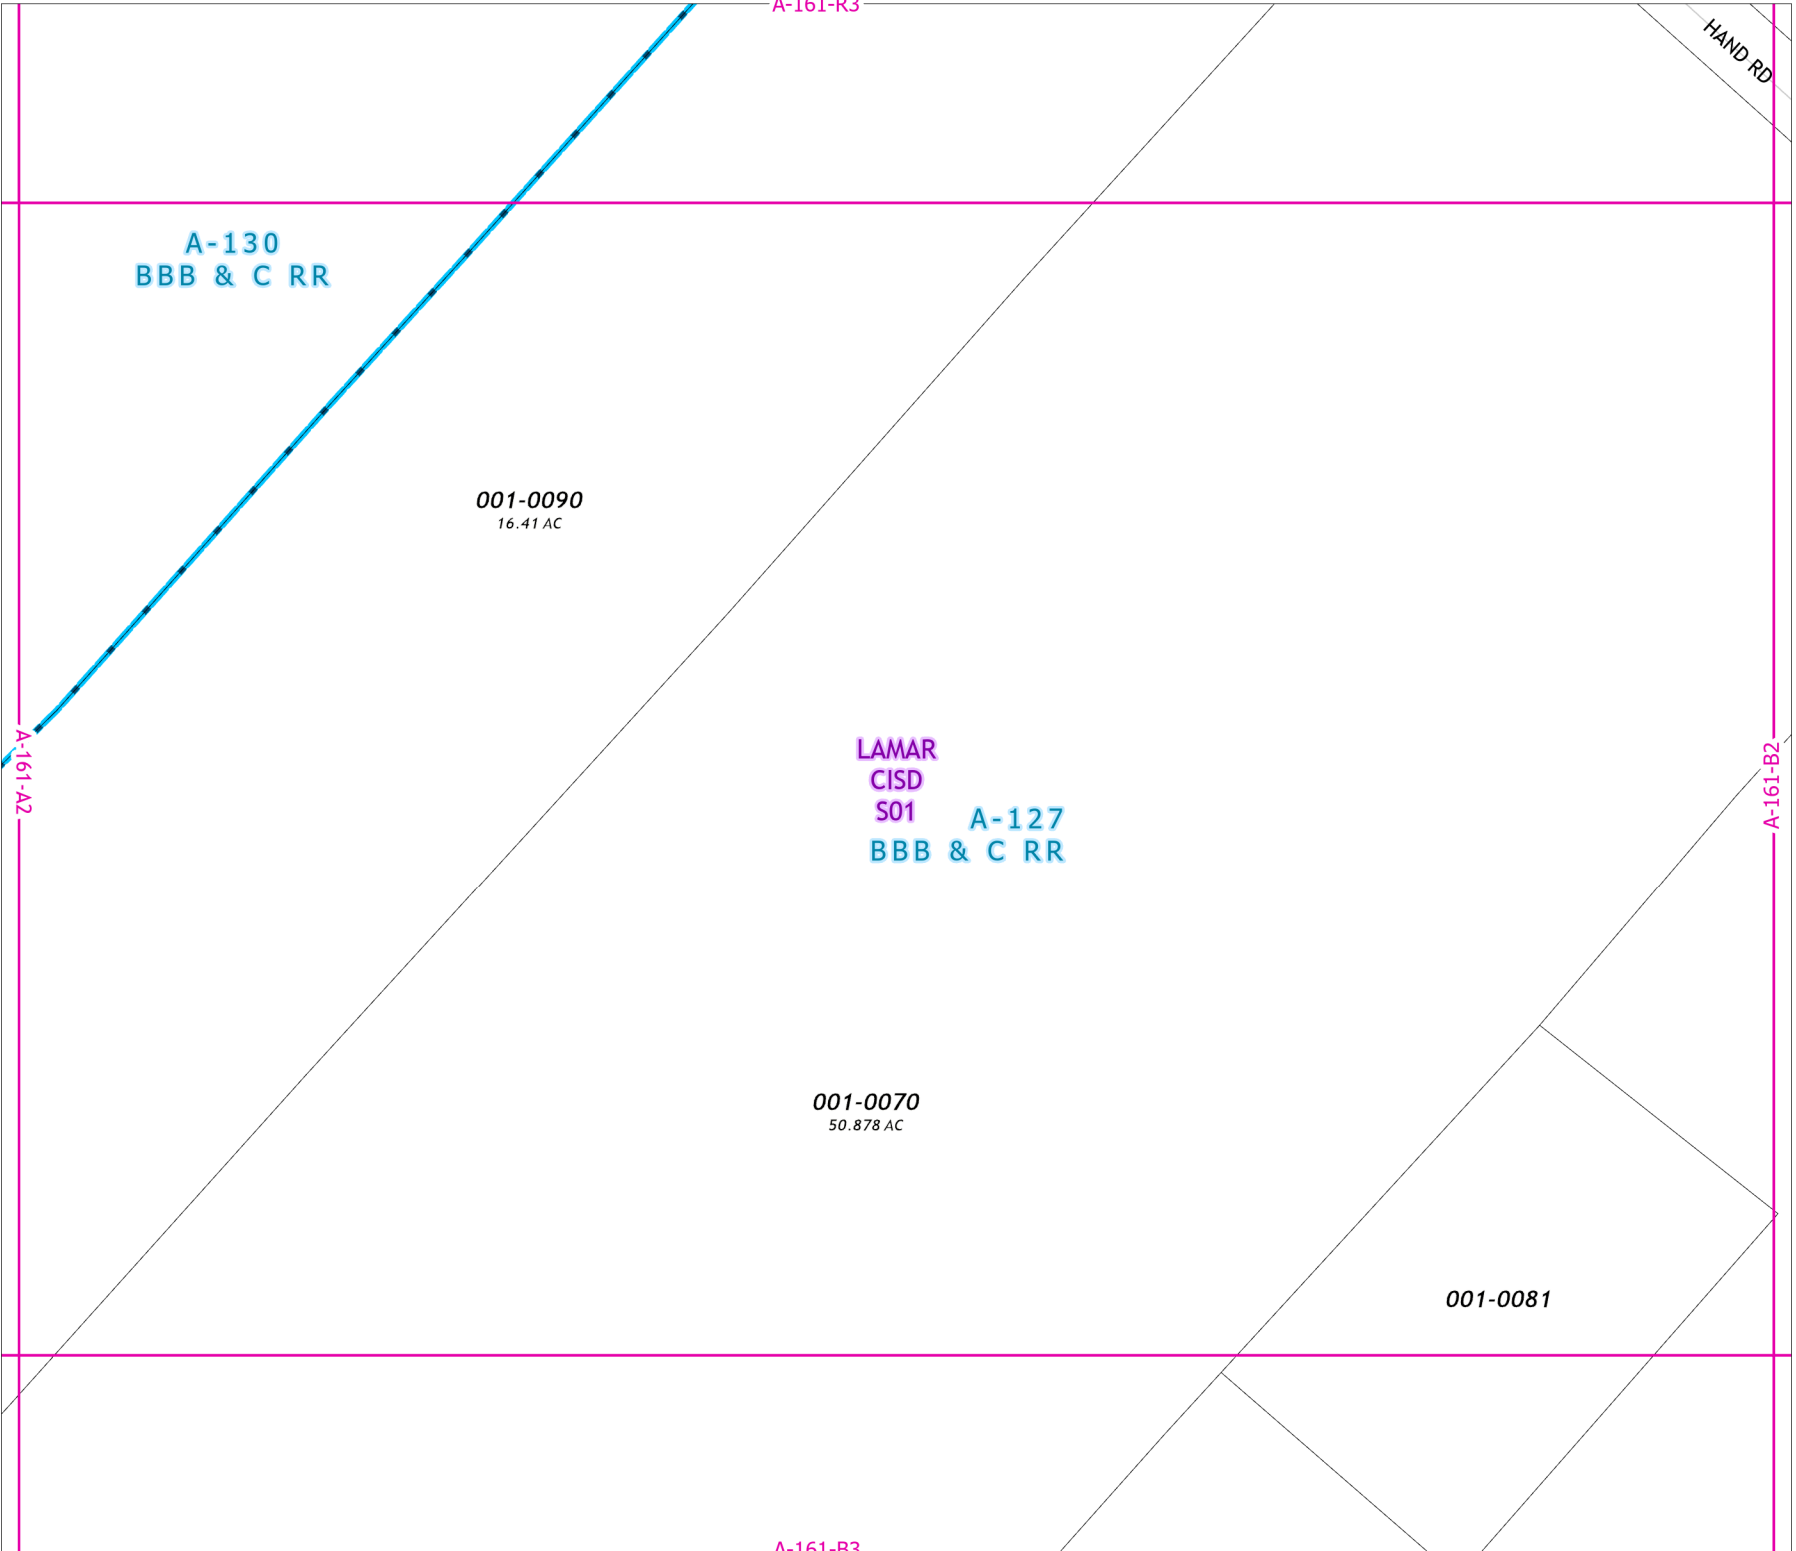 A-161-R3
HAND RD
A-130
BBB & C RR
001-0090
16.41 AC
A-161-A2
LAMAR
CISD
S01
A-127
BBB & C RR
A-161-B2
001-0070
50.878 AC
001-0081
A-161-B3